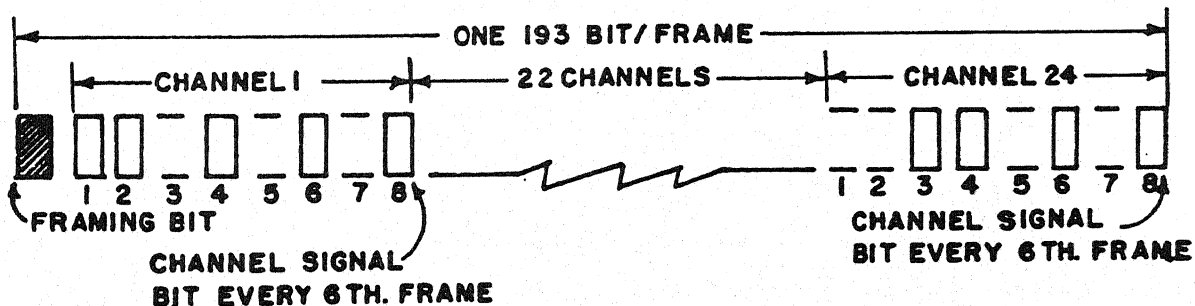 ONE 193 BIT/FRAME
CHANNEL 1 22 CHANNELS CHANNEL 24
1 2 3 4 5 6 7 8 1 2 3 4 5 6 7 8
FRAMING BIT
CHANNEL SIGNAL
BIT EVERY 6TH. FRAME
CHANNEL SIGNAL
BIT EVERY 6TH. FRAME